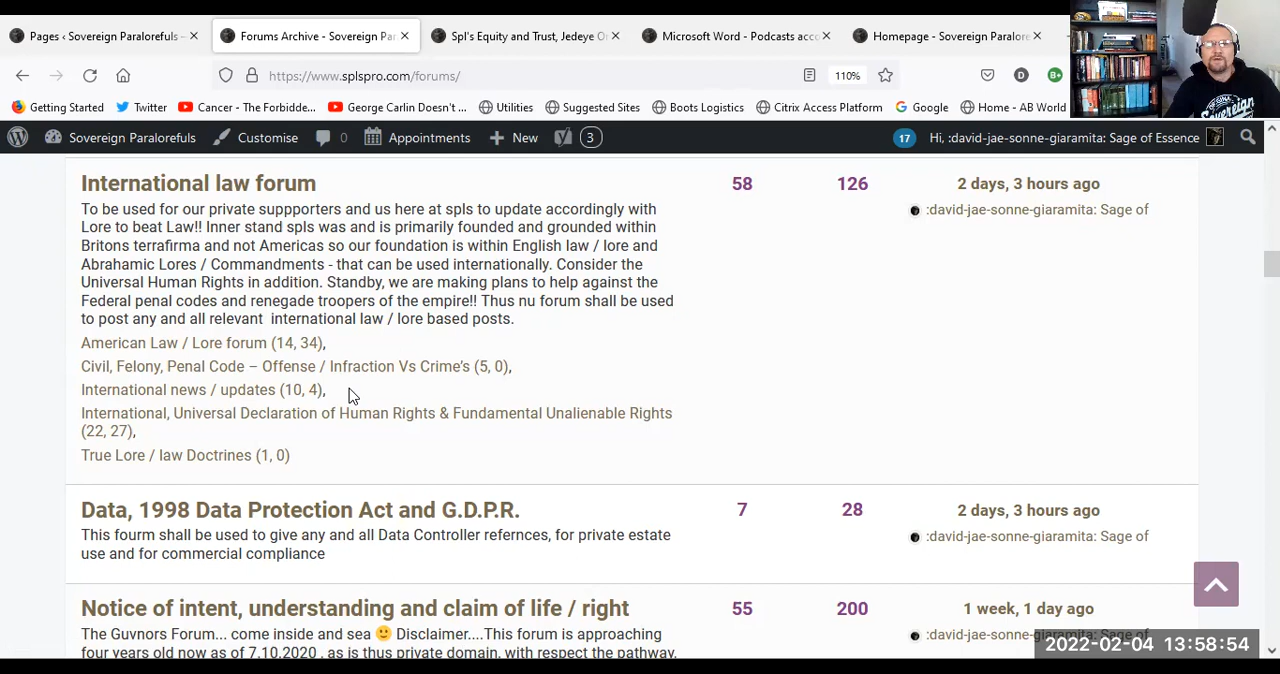 Pages ‹ Sovereign Paralorefuls –
Forums Archive - Sovereign Par
Spl's Equity and Trust, Jedeye O
Microsoft Word - Podcasts acco
Homepage - Sovereign Paralore
https://www.splspro.com/forums/
110%
D
B+
Getting Started
Twitter
Cancer - The Forbidde...
George Carlin Doesn't ...
Utilities
Suggested Sites
Boots Logistics
Citrix Access Platform
Google
Home - AB World
Sovereign
Sovereign Paralorefuls
Customise
0
Appointments
New
3
17
Hi, :david-jae-sonne-giaramita: Sage of Essence
International law forum
58
126
2 days, 3 hours ago
:david-jae-sonne-giaramita: Sage of
To be used for our private suppporters and us here at spls to update accordingly with
Lore to beat Law!! Inner stand spls was and is primarily founded and grounded within
Britons terrafirma and not Americas so our foundation is within English law / lore and
Abrahamic Lores / Commandments - that can be used internationally. Consider the
Universal Human Rights in addition. Standby, we are making plans to help against the
Federal penal codes and renegade troopers of the empire!! Thus nu forum shall be used
to post any and all relevant international law / lore based posts.
American Law / Lore forum (14, 34),
Civil, Felony, Penal Code – Offense / Infraction Vs Crime's (5, 0),
International news / updates (10, 4),
International, Universal Declaration of Human Rights & Fundamental Unalienable Rights
(22, 27),
True Lore / law Doctrines (1, 0)
Data, 1998 Data Protection Act and G.D.P.R.
7
28
2 days, 3 hours ago
:david-jae-sonne-giaramita: Sage of
This fourm shall be used to give any and all Data Controller refernces, for private estate
use and for commercial compliance
Notice of intent, understanding and claim of life / right
55
200
1 week, 1 day ago
:david-jae-sonne-giaramita: Sage of
The Guvnors Forum... come inside and sea 🙂 Disclaimer....This forum is approaching
four years old now as of 7.10.2020 , as thus private domain, with respect the pathway,
2022-02-04 13:58:54